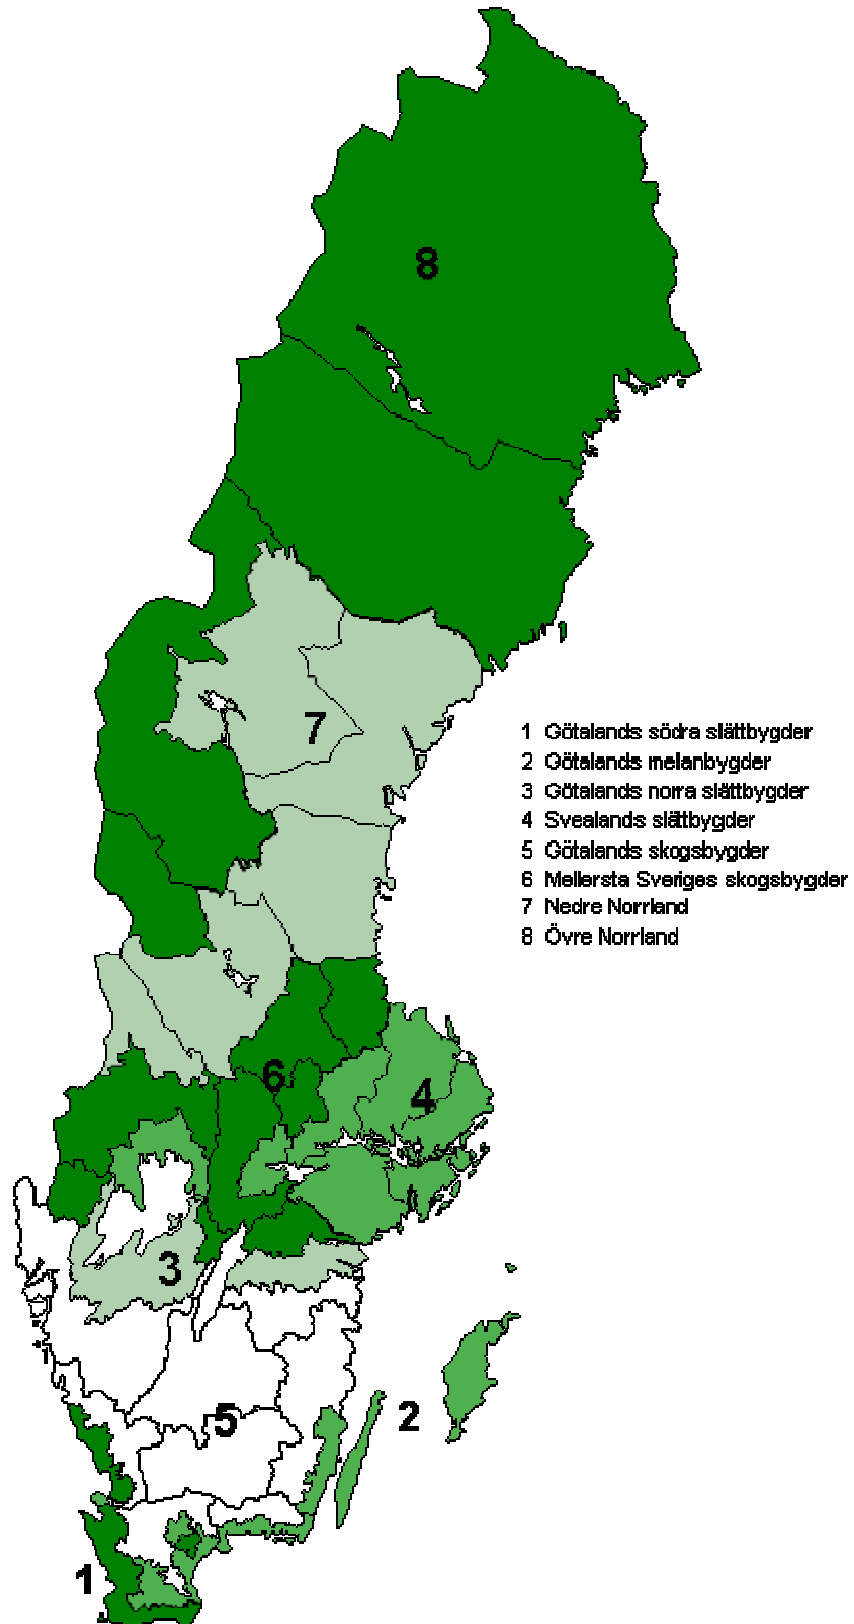 8
7
1 Götalands södra slättbygder
2 Götalands mellanbygder
3 Götalands norra slättbygder
4 Svealands slättbygder
5 Götalands skogsbygder
6 Mellersta Sveriges skogsbygder
7 Nedre Norrland
8 Övre Norrland
6
4
3
5
2
1